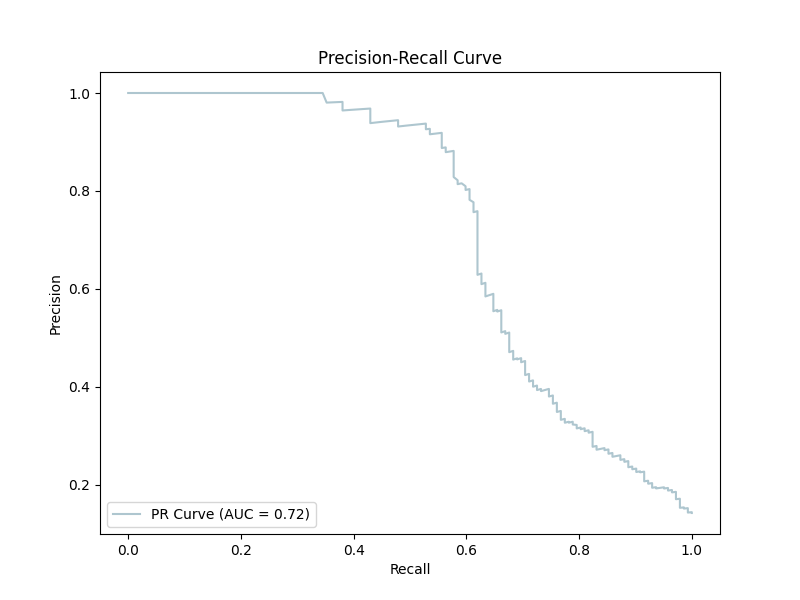 Precision-Recall Curve
1.0
0.8
0.6
0.4
0.2
Precision
PR Curve (AUC = 0.72)
0.0 0.2 0.4 0.6 0.8 1.0
Recall